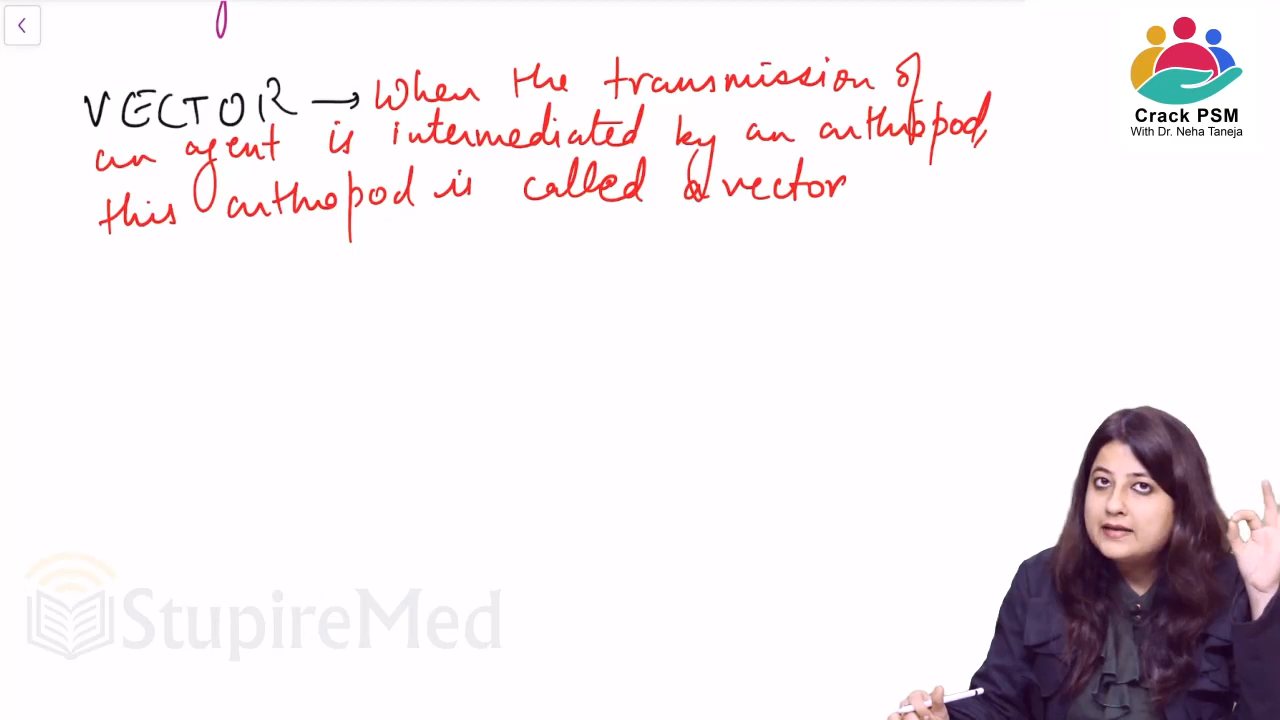 VECTOR → When the transmission of
an agent is intermediated by an arthropod,
this arthropod is called a vector
Crack PSM
With Dr. Neha Taneja
StupireMed